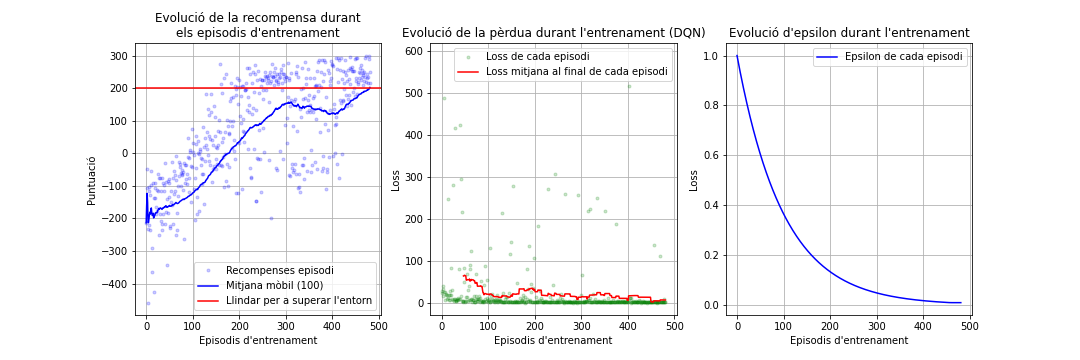 Evolució de la recompensa durant
els episodis d'entrenament
300
200
100
0
−100
−200
−300
−400
Puntuació
Recompenses episodi
Mitjana mòbil (100)
Llindar per a superar l'entorn
0
100
200
300
400
500
Episodis d'entrenament
Evolució de la pèrdua durant l'entrenament (DQN)
600
500
400
300
200
100
0
Loss
Loss de cada episodi
Loss mitjana al final de cada episodi
0
100
200
300
400
500
Episodis d'entrenament
Evolució d'epsilon durant l'entrenament
1.0
0.8
0.6
0.4
0.2
0.0
Loss
Epsilon de cada episodi
0
100
200
300
400
500
Episodis d'entrenament